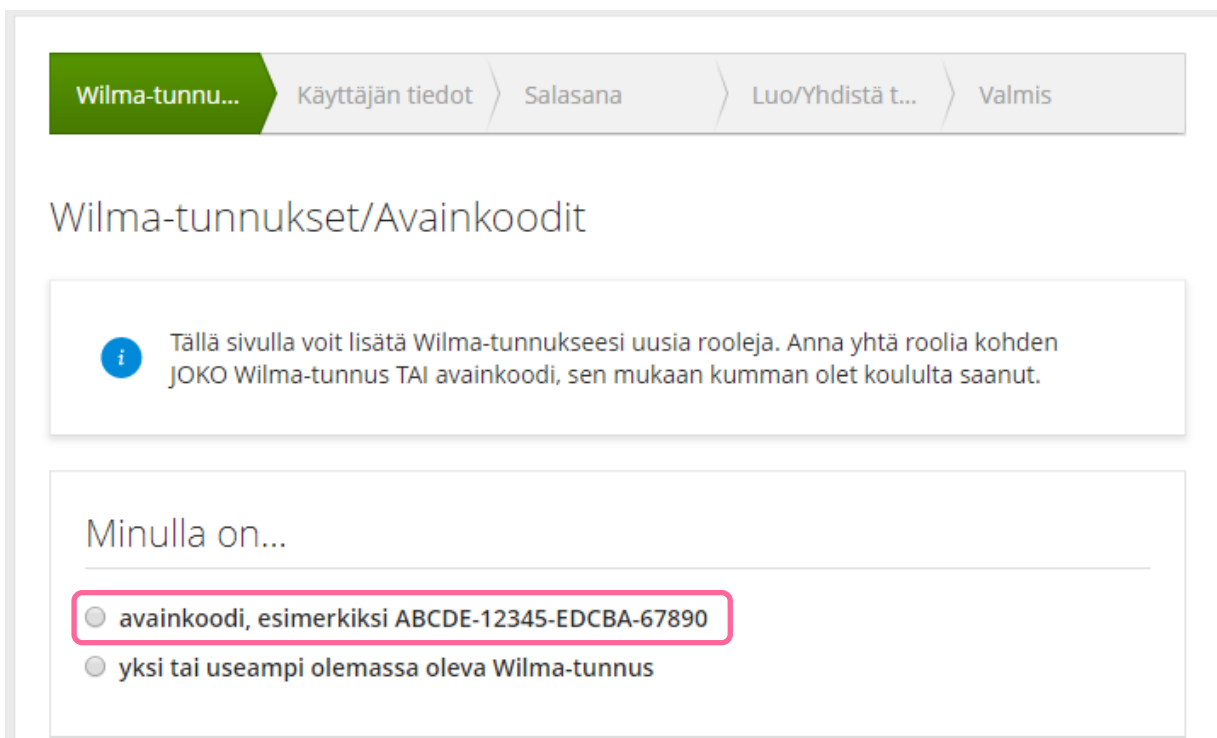 Wilma-tunnu... Käyttäjän tiedot Salasana Luo/Yhdistä t... Valmis
Wilma-tunnukset/Avainkoodit
i
Tällä sivulla voit lisätä Wilma-tunnukseesi uusia rooleja. Anna yhtä roolia kohden
JOKO Wilma-tunnus TAI avainkoodi, sen mukaan kumman olet koululta saanut.
Minulla on...
avainkoodi, esimerkiksi ABCDE-12345-EDCBA-67890
yksi tai useampi olemassa oleva Wilma-tunnus